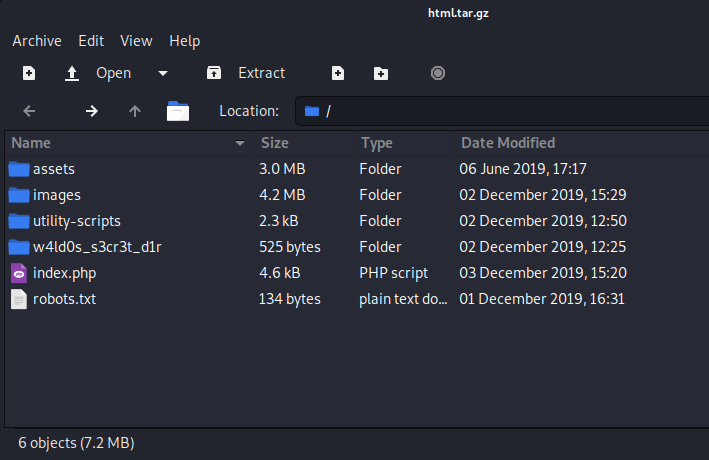 html.tar.gz
Archive Edit View Help
Open Extract
Location: /
Name Size Type Date Modified
assets 3.0 MB Folder 06 June 2019, 17:17
images 4.2 MB Folder 02 December 2019, 15:29
utility-scripts 2.3 kB Folder 02 December 2019, 12:50
w4ld0s_s3cr3t_d1r 525 bytes Folder 02 December 2019, 12:25
index.php 4.6 kB PHP script 03 December 2019, 15:20
robots.txt 134 bytes plain text do... 01 December 2019, 16:31
6 objects (7.2 MB)